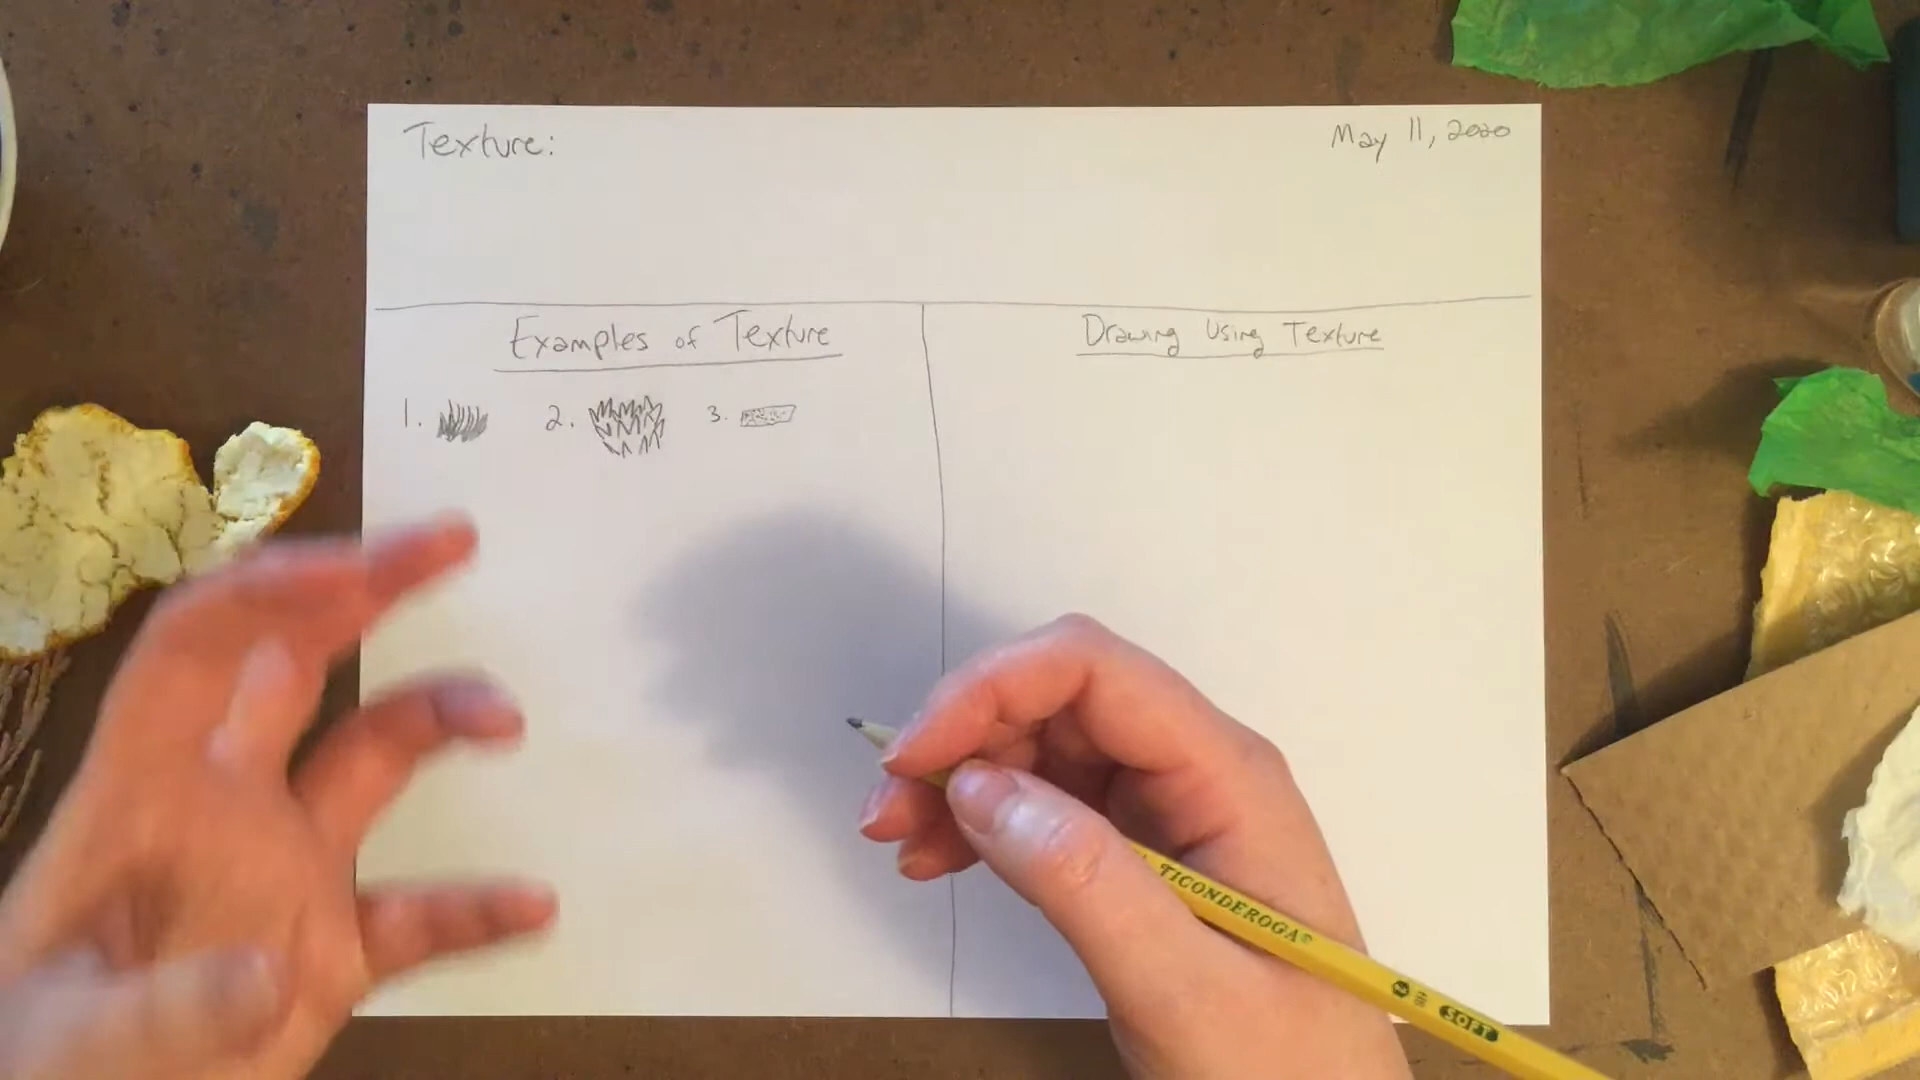 Texture:
May 11, 2020
Examples of Texture
Drawing Using Texture
1.
2.
3.
TICONDEROGA®
SOFT